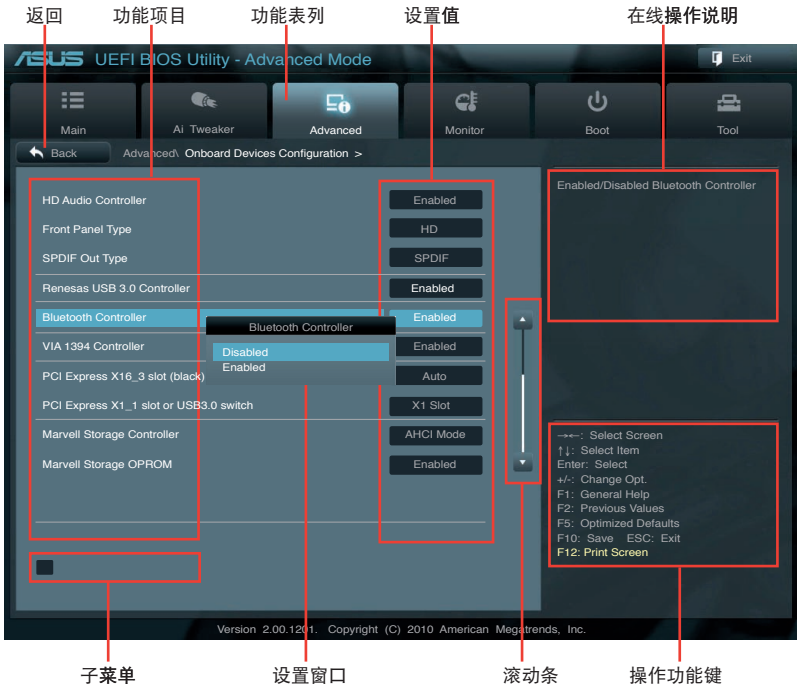 返回
功能项目
功能表列
设置值
在线操作说明
ASUS UEFI BIOS Utility - Advanced Mode
Exit
Main
Ai Tweaker
Advanced
Monitor
Boot
Tool
Back
Advanced\ Onboard Devices Configuration >
Enabled/Disabled Bluetooth Controller
HD Audio Controller Enabled
Front Panel Type HD
SPDIF Out Type SPDIF
Renesas USB 3.0 Controller Enabled
Bluetooth Controller Enabled
Bluetooth Controller
Disabled
Enabled
VIA 1394 Controller Enabled
PCI Express X16_3 slot (black) Auto
PCI Express X1_1 slot or USB3.0 switch X1 Slot
Marvell Storage Controller AHCI Mode
Marvell Storage OPROM Enabled
→←: Select Screen
↑↓: Select Item
Enter: Select
+/-: Change Opt.
F1: General Help
F2: Previous Values
F5: Optimized Defaults
F10: Save ESC: Exit
F12: Print Screen
Version 2.00.1201. Copyright (C) 2010 American Megatrends, Inc.
子菜单
设置窗口
滚动条
操作功能键